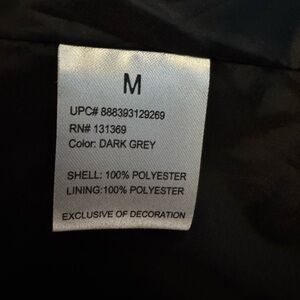 M
UPC# 888393129269
RN# 131369
Color: DARK GREY
SHELL: 100% POLYESTER
LINING:100% POLYESTER
EXCLUSIVE OF DECORATION